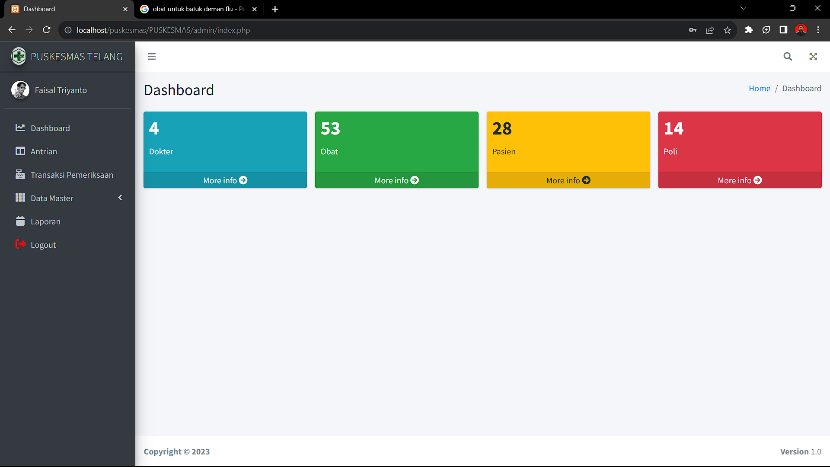 Dashboard
obat untuk batuk deman flu - Pe
localhost/puskesmas/PUSKESMAS/admin/index.php
PUSKESMAS TELANG
Faisal Triyanto
Dashboard
Antrian
Transaksi Pemeriksaan
Data Master
Laporan
Logout
Dashboard
Home / Dashboard
4
Dokter
More info
53
Obat
More info
28
Pasien
More info
14
Poli
More info
Copyright © 2023
Version 1.0